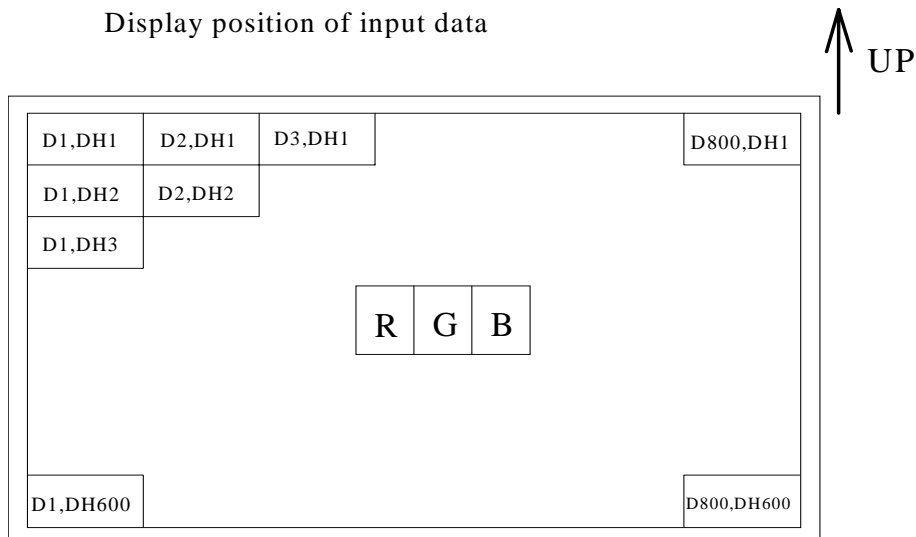 Display position of input data
UP
D1,DH1 D2,DH1 D3,DH1 D800,DH1
D1,DH2 D2,DH2
D1,DH3
R G B
D1,DH600 D800,DH600